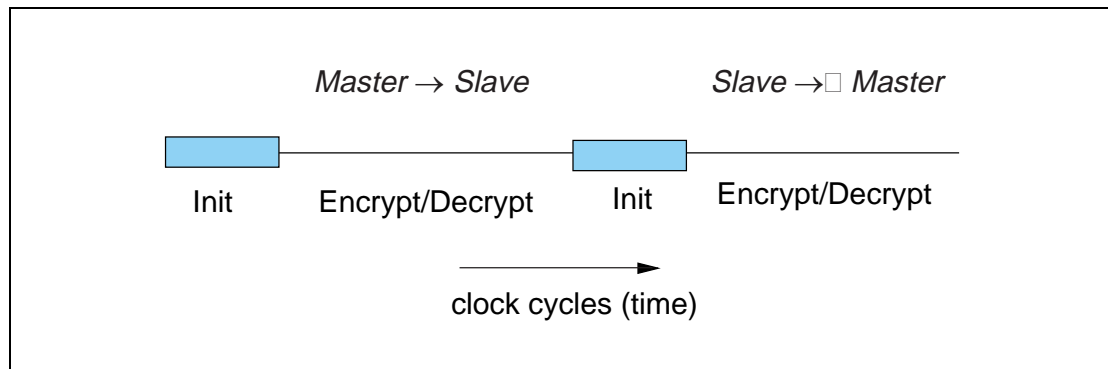 Master → Slave
Slave →□ Master
Init
Encrypt/Decrypt
Init
Encrypt/Decrypt
clock cycles (time)